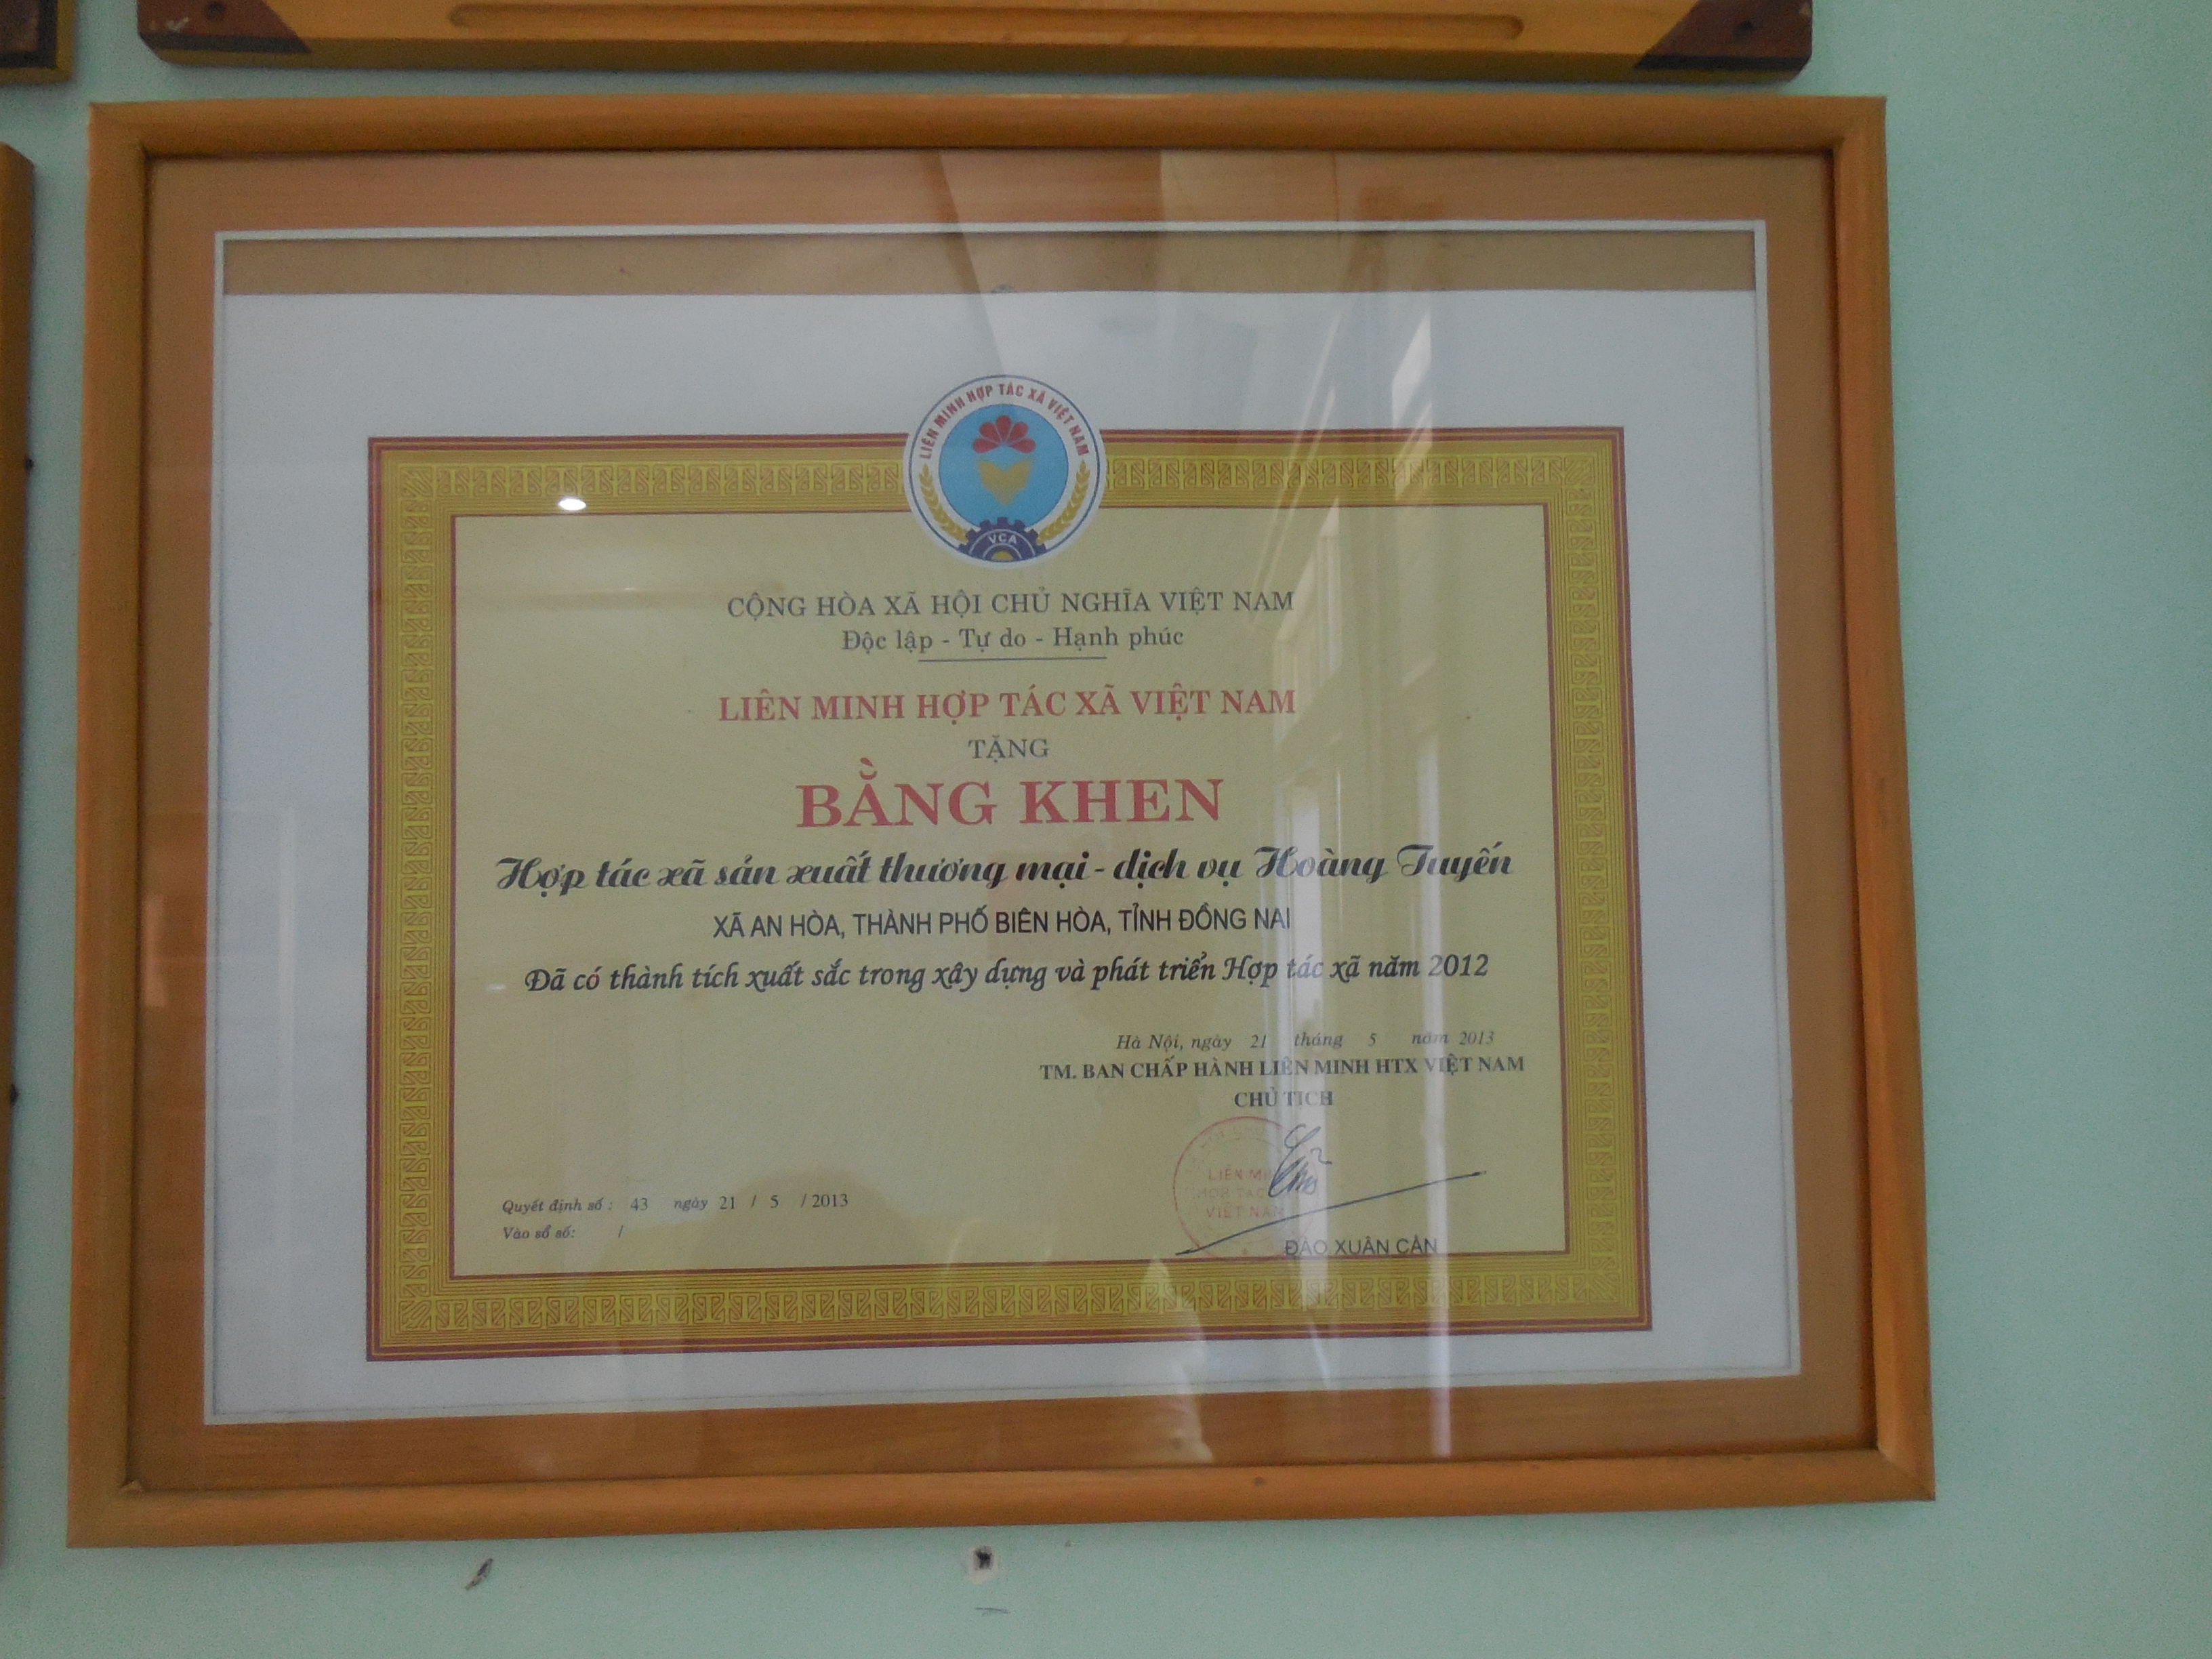 LIÊN MINH HỢP TÁC XÃ VIỆT NAM
VCA
CỘNG HÒA XÃ HỘI CHỦ NGHĨA VIỆT NAM
Độc lập - Tự do - Hạnh phúc
LIÊN MINH HỢP TÁC XÃ VIỆT NAM
TẶNG
BẰNG KHEN
Hợp tác xã sản xuất thương mại - dịch vụ Hoàng Tuyến
XÃ AN HÒA, THÀNH PHỐ BIÊN HÒA, TỈNH ĐỒNG NAI
Đã có thành tích xuất sắc trong xây dựng và phát triển Hợp tác xã năm 2012
Hà Nội, ngày 21 tháng 5 năm 2013
TM. BAN CHẤP HÀNH LIÊN MINH HTX VIỆT NAM
CHỦ TỊCH
LIÊN
HỢP TÁC
VIỆT NAM
Quyết định số : 43 ngày 21 / 5 / 2013
Vào sổ số: /
ĐÀO XUÂN CẦN